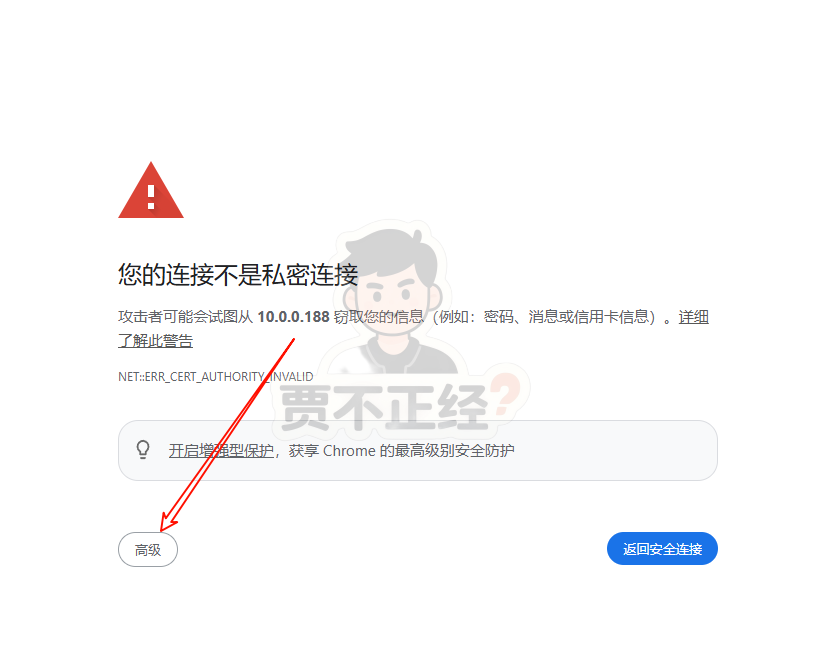 您的连接不是私密连接
攻击者可能会试图从 10.0.0.188 窃取您的信息（例如：密码、消息或信用卡信息）。详细
了解此警告
NET::ERR_CERT_AUTHORITY_INVALID
贾不正经?
开启增强型保护，获享 Chrome 的最高级别安全防护
高级
返回安全连接